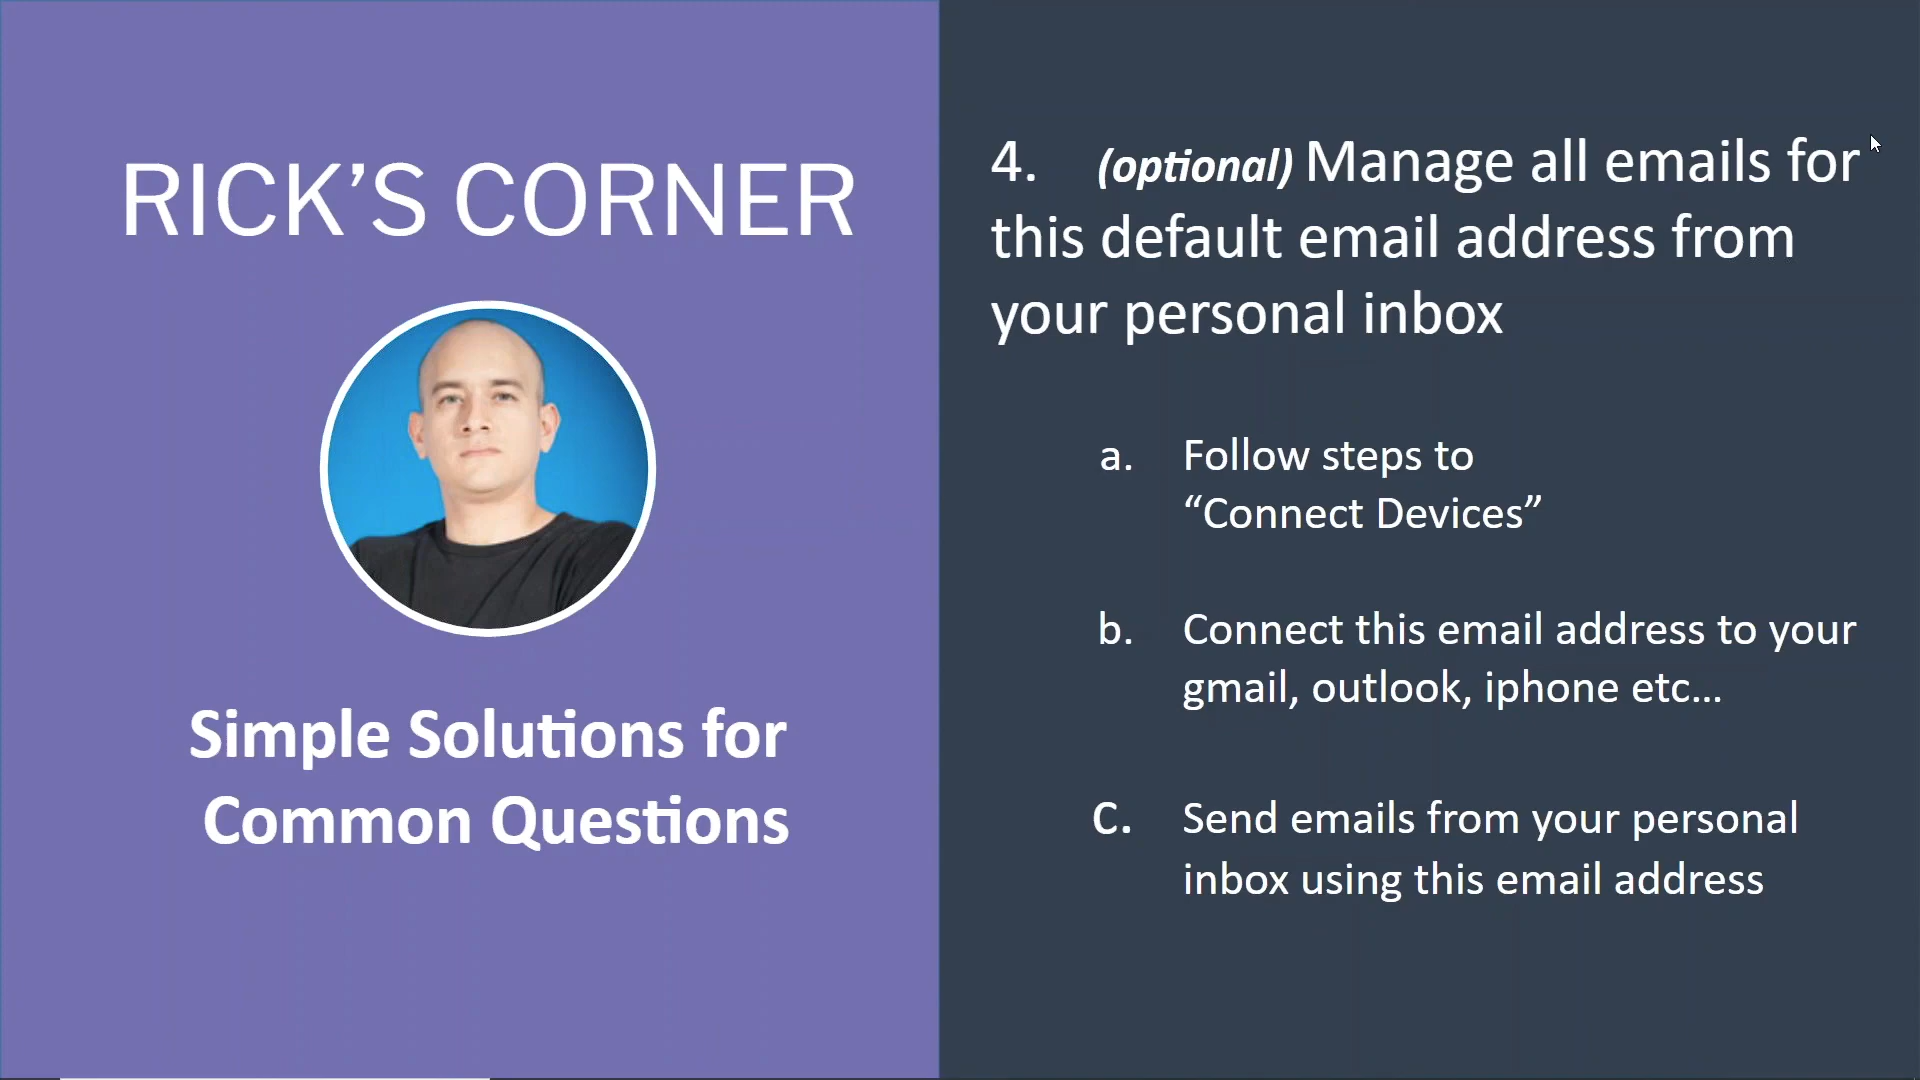 RICK’S CORNER
Simple Solutions for
Common Questions
4. (optional) Manage all emails for
this default email address from
your personal inbox
a. Follow steps to
“Connect Devices”
b. Connect this email address to your
gmail, outlook, iphone etc...
C. Send emails from your personal
inbox using this email address